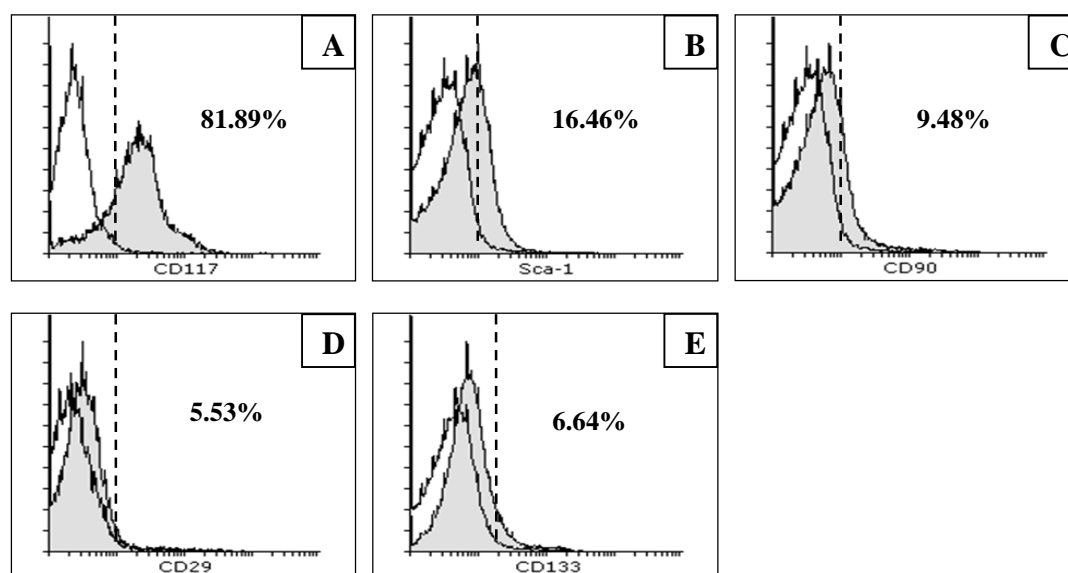 A
81.89%
CD117
B
16.46%
Sca-1
C
9.48%
CD90
D
5.53%
CD29
E
6.64%
CD133